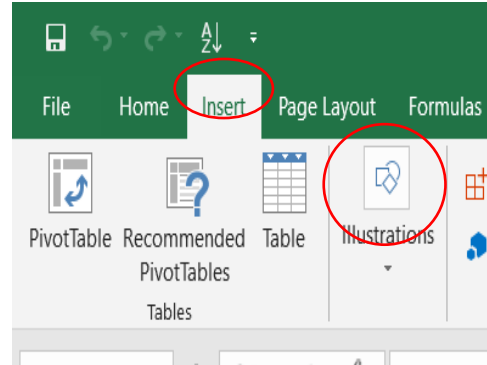 File Home Insert Page Layout Formulas
PivotTable Recommended PivotTables Table Illustrations
Tables